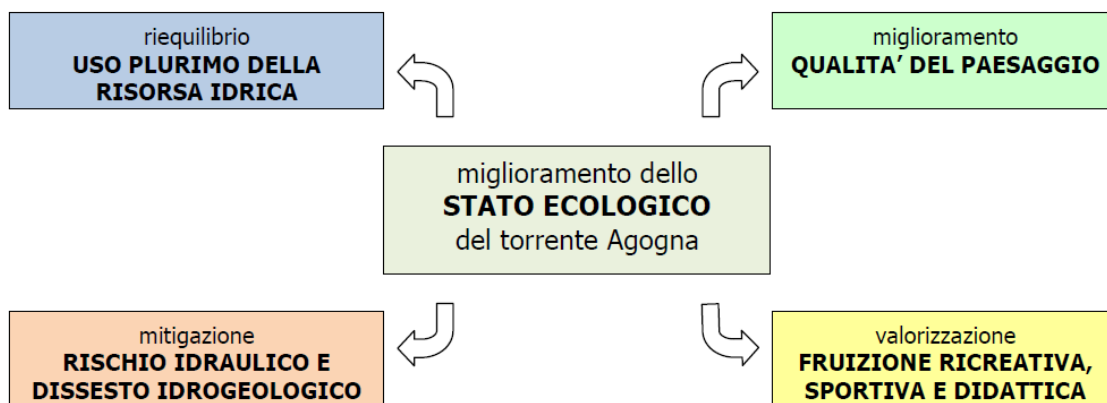 riequilibrio
USO PLURIMO DELLA
RISORSA IDRICA
miglioramento
QUALITA’ DEL PAESAGGIO
miglioramento dello
STATO ECOLOGICO
del torrente Agogna
mitigazione
RISCHIO IDRAULICO E
DISSESTO IDROGEOLOGICO
valorizzazione
FRUIZIONE RICREATIVA,
SPORTIVA E DIDATTICA